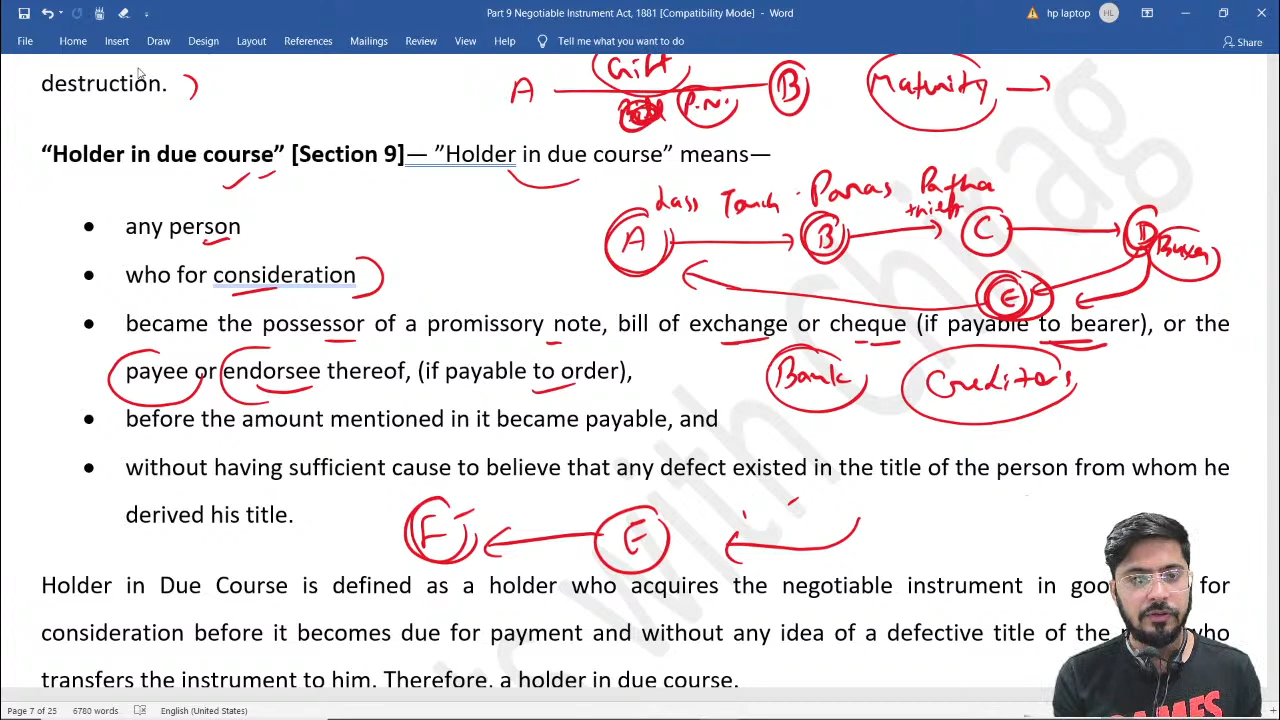 Part 9 Negotiable Instrument Act, 1881 [Compatibility Mode] - Word
hp laptop HL
File Home Insert Draw Design Layout References Mailings Review View Help Tell me what you want to do Share
destruction.
A Gift P.N. B Maturity
“Holder in due course” [Section 9]— ”Holder in due course” means—
Loss Touch Paras Patha
thief
• any person
A B C D Buyer
• who for consideration
E
• became the possessor of a promissory note, bill of exchange or cheque (if payable to bearer), or the
payee or endorsee thereof, (if payable to order),
Bank Creditors
• before the amount mentioned in it became payable, and
• without having sufficient cause to believe that any defect existed in the title of the person from whom he
derived his title.
F E
Holder in Due Course is defined as a holder who acquires the negotiable instrument in goo for
consideration before it becomes due for payment and without any idea of a defective title of the who
transfers the instrument to him. Therefore, a holder in due course.
is with Chirag
GAMES
Page 7 of 25 6780 words English (United States)